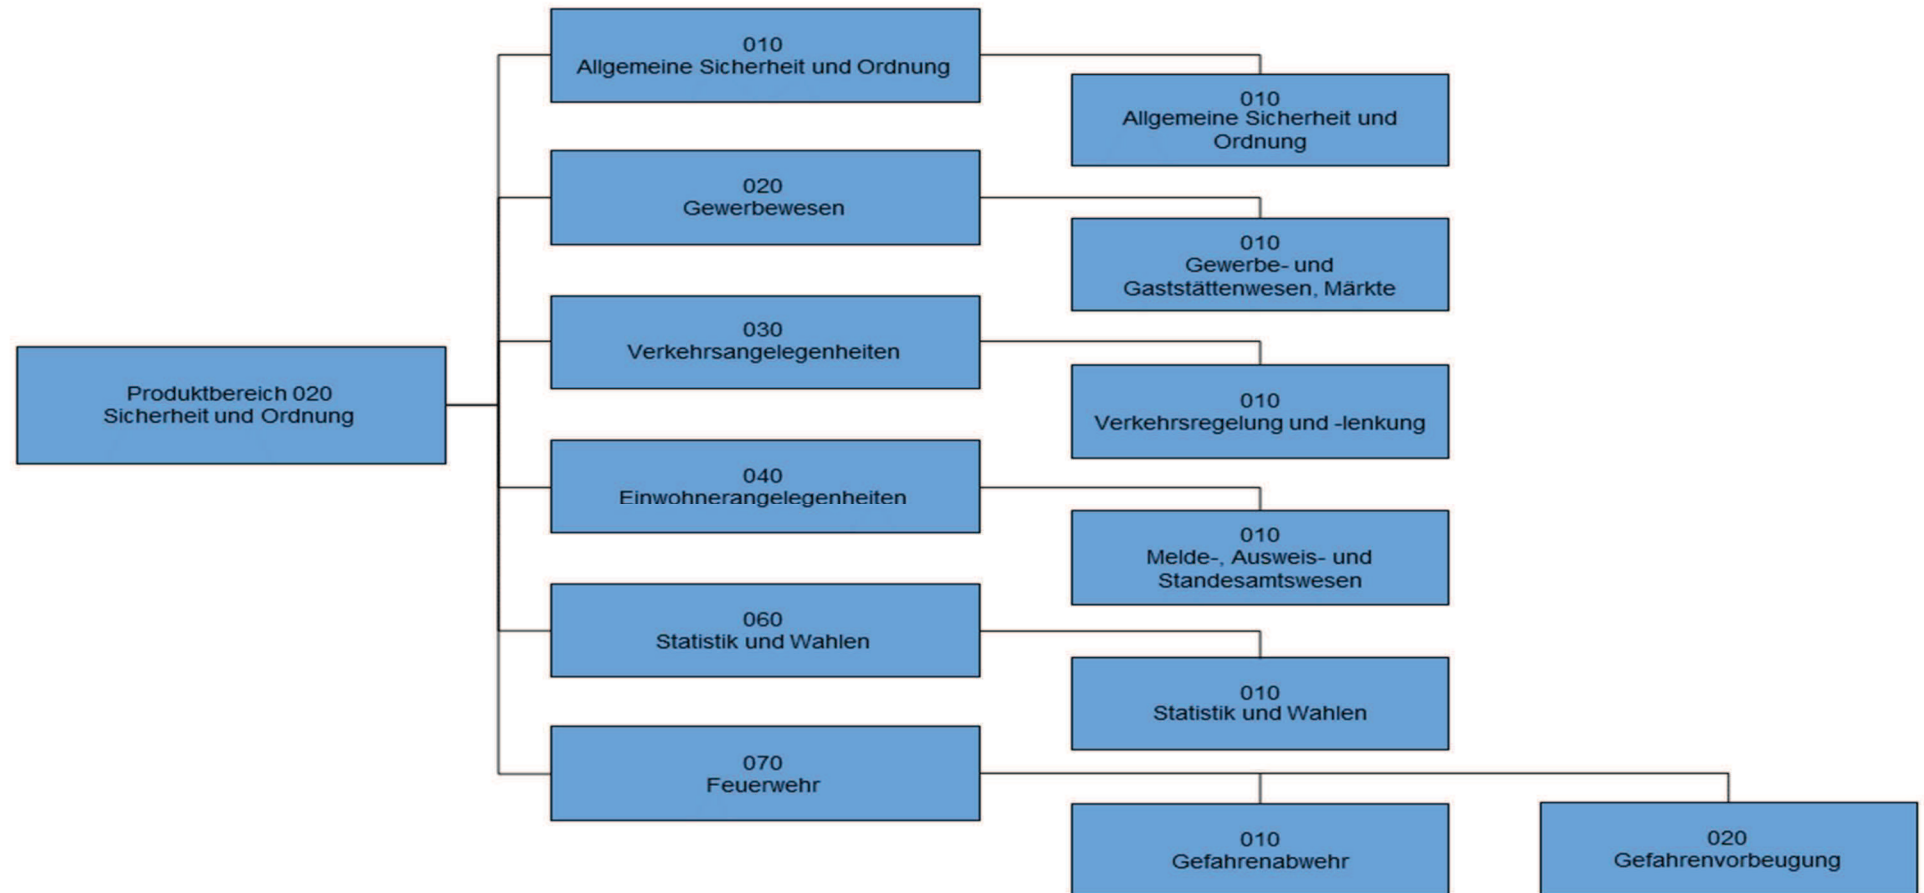 010
Allgemeine Sicherheit und Ordnung
010
Allgemeine Sicherheit und
Ordnung
020
Gewerbewesen
010
Gewerbe- und
Gaststättenwesen, Märkte
030
Verkehrsangelegenheiten
010
Verkehrsregelung und -lenkung
Produktbereich 020
Sicherheit und Ordnung
040
Einwohnerangelegenheiten
010
Melde-, Ausweis- und
Standesamtswesen
060
Statistik und Wahlen
010
Statistik und Wahlen
070
Feuerwehr
010
Gefahrenabwehr
020
Gefahrenvorbeugung